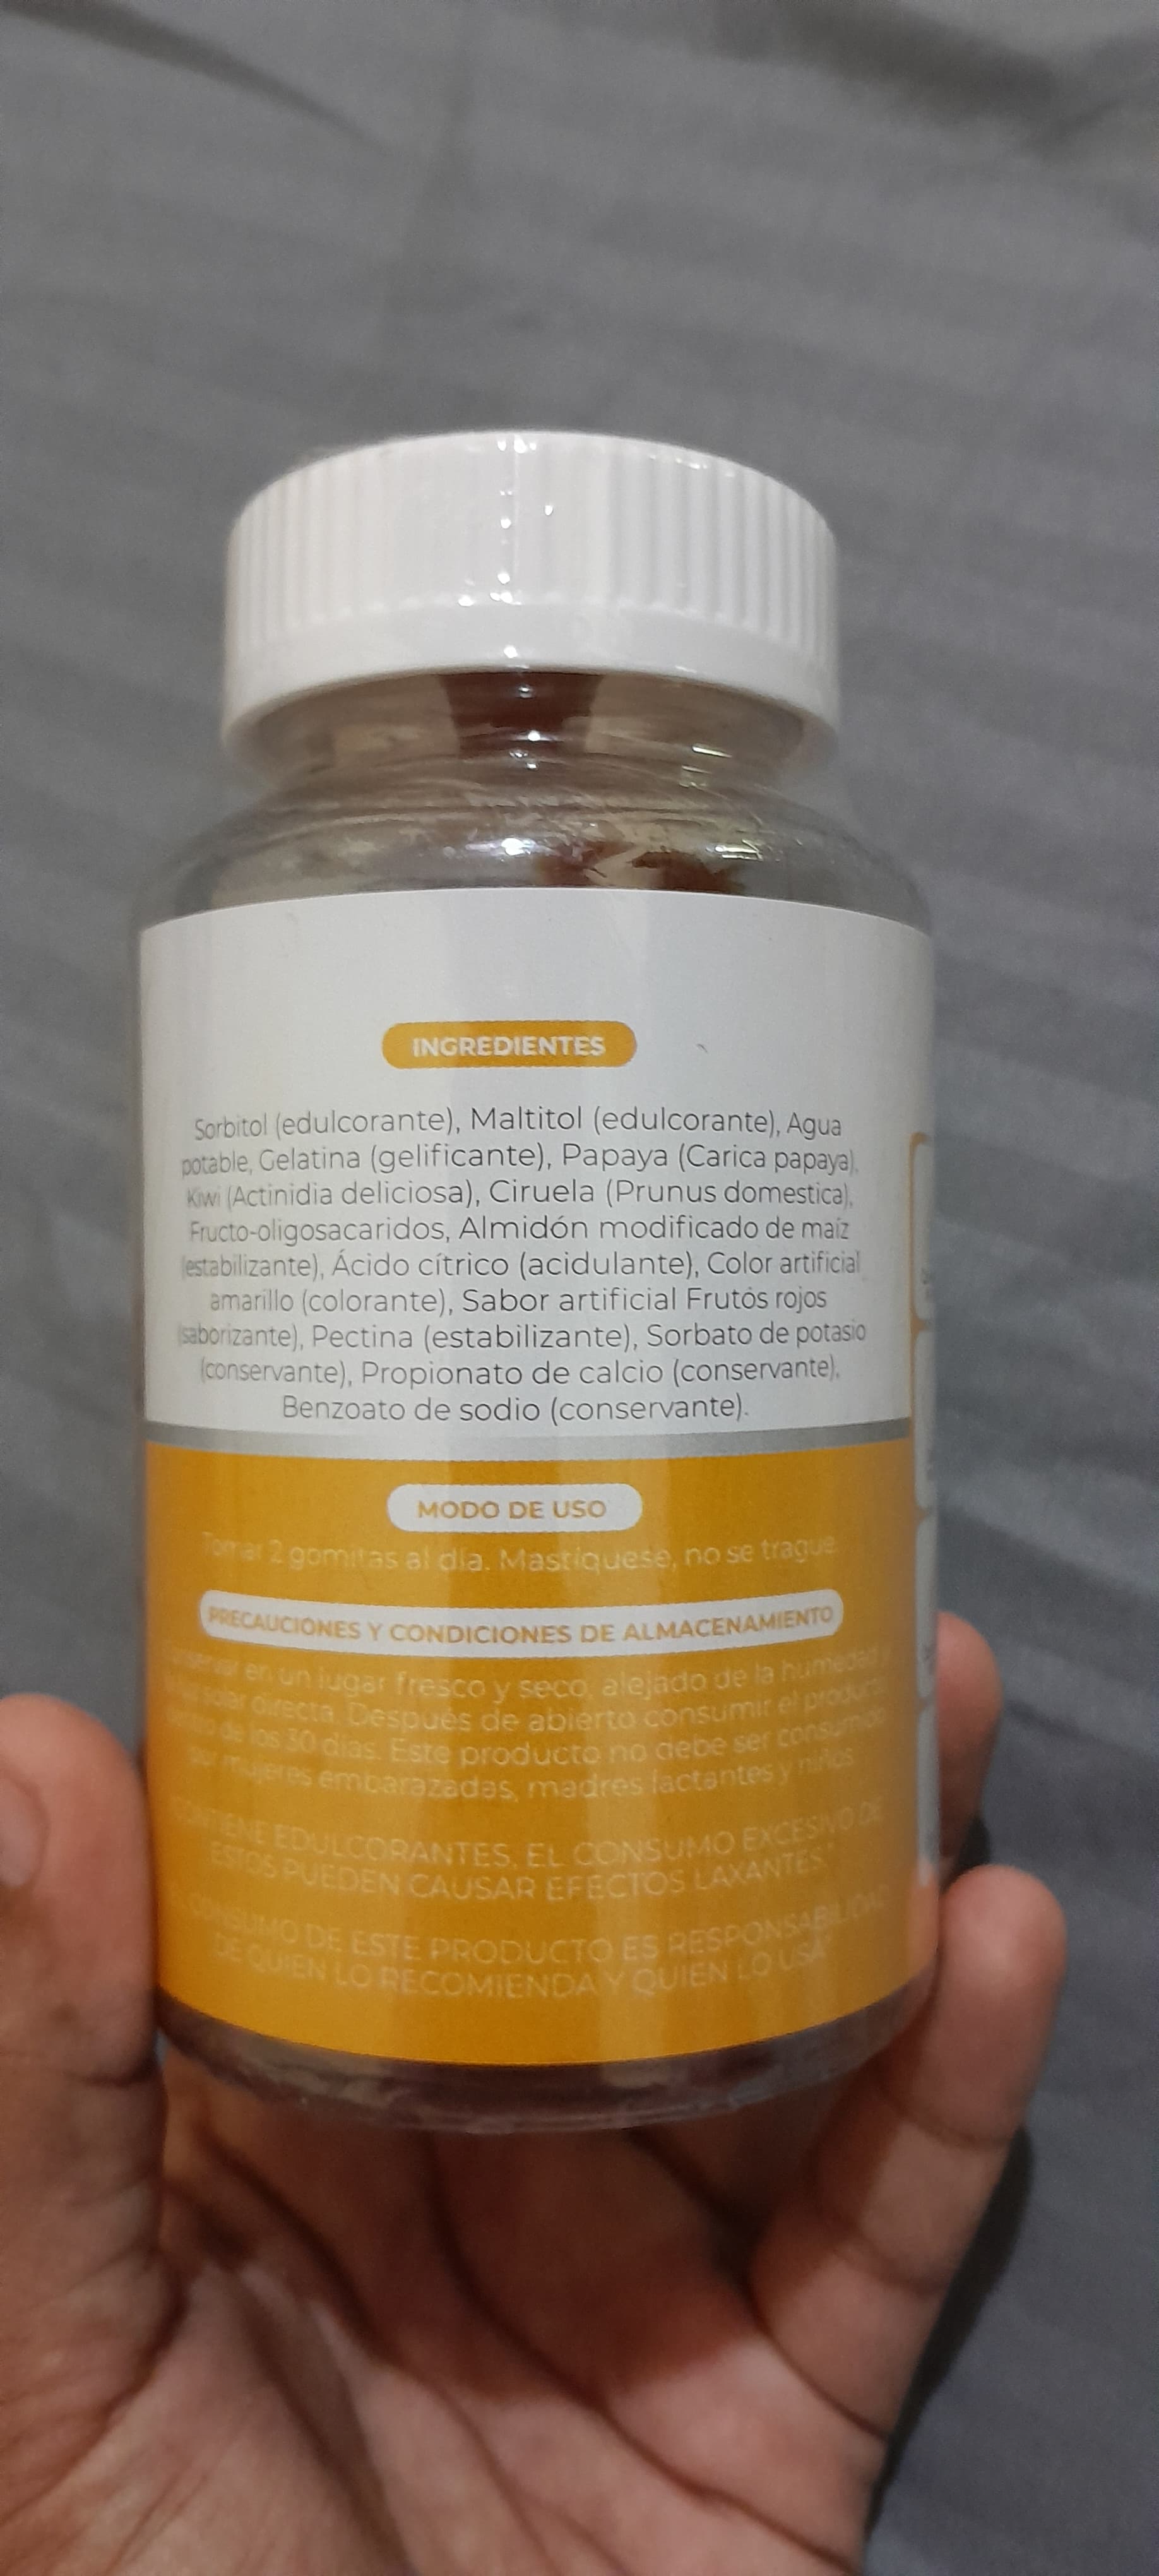 INGREDIENTES
Sorbitol (edulcorante), Maltitol (edulcorante), Agua
potable, Gelatina (gelificante), Papaya (Carica papaya),
Kiwi (Actinidia deliciosa), Ciruela (Prunus domestica),
Fructo-oligosacaridos, Almidón modificado de maíz
(estabilizante), Ácido cítrico (acidulante), Color artificial
amarillo (colorante), Sabor artificial Frutos rojos
(saborizante), Pectina (estabilizante), Sorbato de potasio
(conservante), Propionato de calcio (conservante),
Benzoato de sodio (conservante).
MODO DE USO
Tomar 2 gomitas al día. Mastíquese, no se trague.
PRECAUCIONES Y CONDICIONES DE ALMACENAMIENTO
en un lugar fresco y seco, alejado de la humedad y
solar directa. Después de abierto consumir el producto
de los 30 días. Este producto no debe ser consumido
por mujeres embarazadas, madres lactantes y niños.
CONTIENE EDULCORANTES, EL CONSUMO EXCESIVO DE
ESTOS PUEDEN CAUSAR EFECTOS LAXANTES"
CONSUMO DE ESTE PRODUCTO ES RESPONSABILIDAD
DE QUIEN LO RECOMIENDA Y QUIEN LO USA"